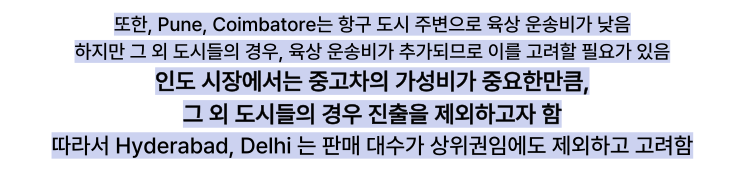 또한, Pune, Coimbatore는 항구 도시 주변으로 육상 운송비가 낮음
하지만 그 외 도시들의 경우, 육상 운송비가 추가되므로 이를 고려할 필요가 있음
인도 시장에서는 중고차의 가성비가 중요한만큼,
그 외 도시들의 경우 진출을 제외하고자 함
따라서 Hyderabad, Delhi 는 판매 대수가 상위권임에도 제외하고 고려함